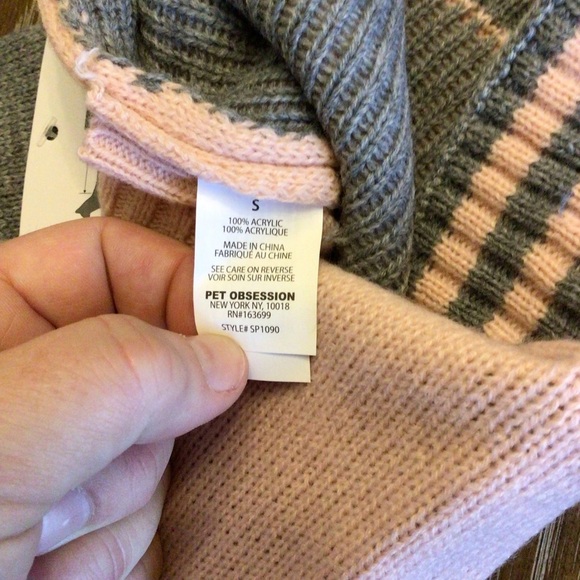 S
100% ACRYLIC
100% ACRYLIQUE
MADE IN CHINA
FABRIQUÉ AU CHINE
SEE CARE ON REVERSE
VOIR SOIN SUR INVERSE
PET OBSESSION
NEW YORK NY, 10018
RN#163699
STYLE# SP1090